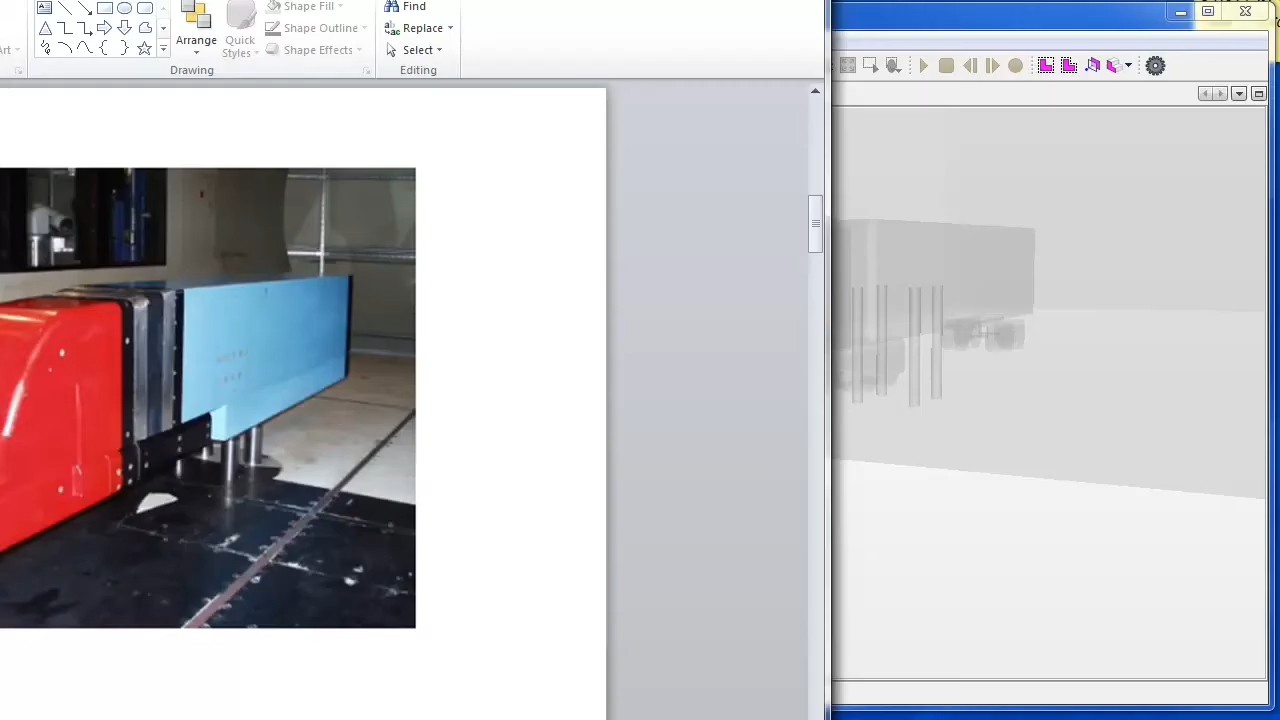 Shape Fill
Shape Outline
Shape Effects
Arrange
Quick
Styles
Drawing
Find
Replace
Select
Editing